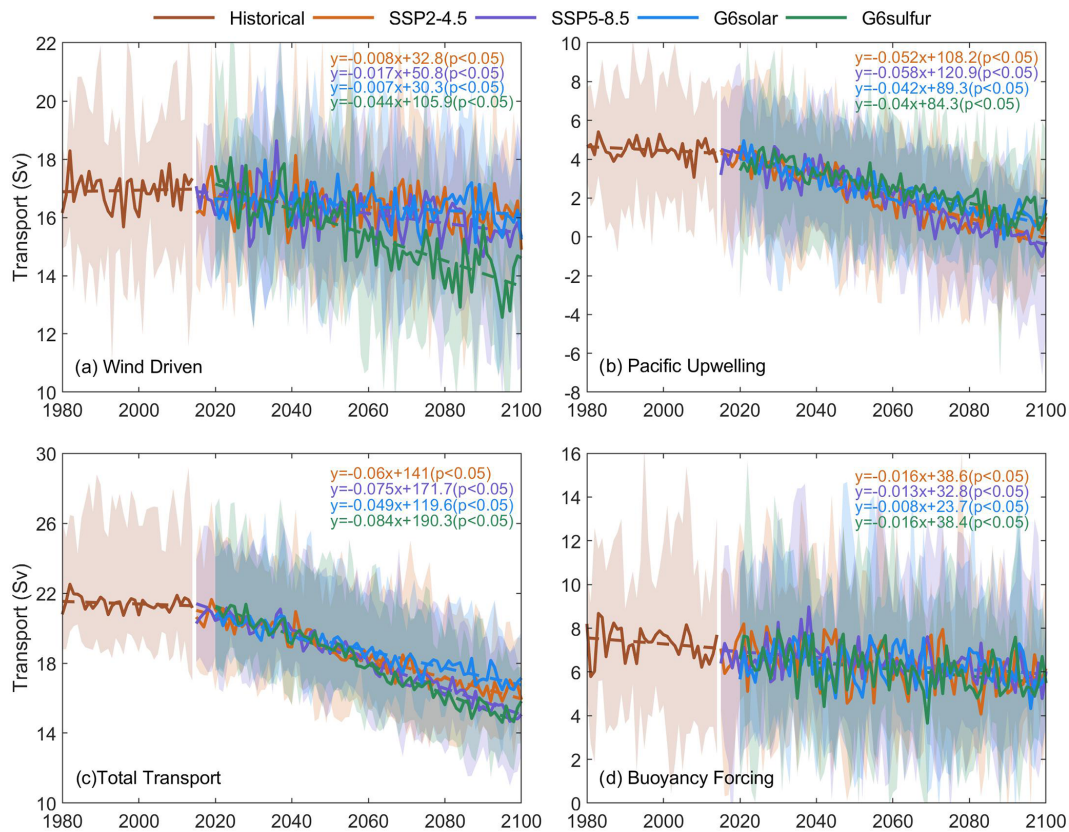 Historical SSP2-4.5 SSP5-8.5 G6solar G6sulfur
22
20
18
16
14
12
10
Transport (Sv)
y=-0.008x+32.8(p<0.05)
y=-0.017x+50.8(p<0.05)
y=-0.007x+30.3(p<0.05)
y=-0.044x+105.9(p<0.05)
(a) Wind Driven
1980 2000 2020 2040 2060 2080 2100
10
8
6
4
2
0
-2
-4
-6
-8
y=-0.052x+108.2(p<0.05)
y=-0.058x+120.9(p<0.05)
y=-0.042x+89.3(p<0.05)
y=-0.04x+84.3(p<0.05)
(b) Pacific Upwelling
1980 2000 2020 2040 2060 2080 2100
30
26
22
18
14
10
Transport (Sv)
y=-0.06x+141(p<0.05)
y=-0.075x+171.7(p<0.05)
y=-0.049x+119.6(p<0.05)
y=-0.084x+190.3(p<0.05)
(c)Total Transport
1980 2000 2020 2040 2060 2080 2100
16
14
12
10
8
6
4
2
0
y=-0.016x+38.6(p<0.05)
y=-0.013x+32.8(p<0.05)
y=-0.008x+23.7(p<0.05)
y=-0.016x+38.4(p<0.05)
(d) Buoyancy Forcing
1980 2000 2020 2040 2060 2080 2100